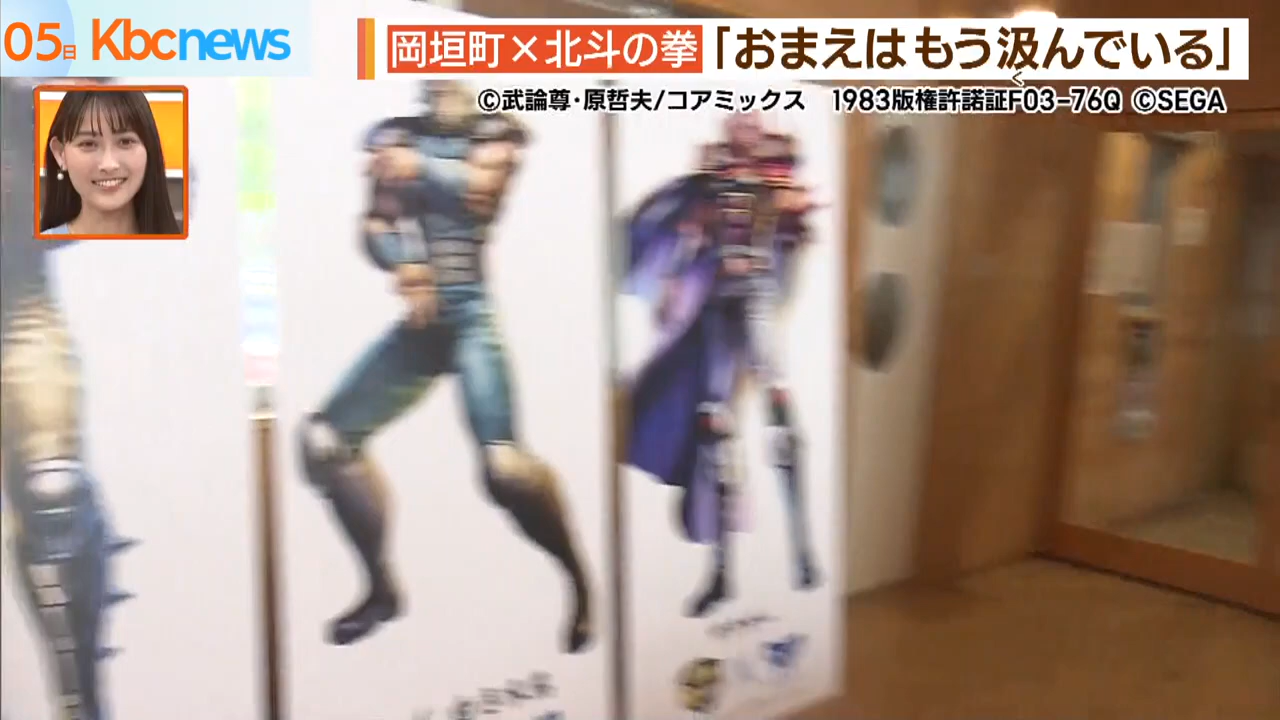 05日 Kbcnews
岡垣町×北斗の拳「おまえは もう 汲んでいる」
く
©武論尊・原哲夫/コアミックス 1983版権許諾証F03-76Q ©SEGA